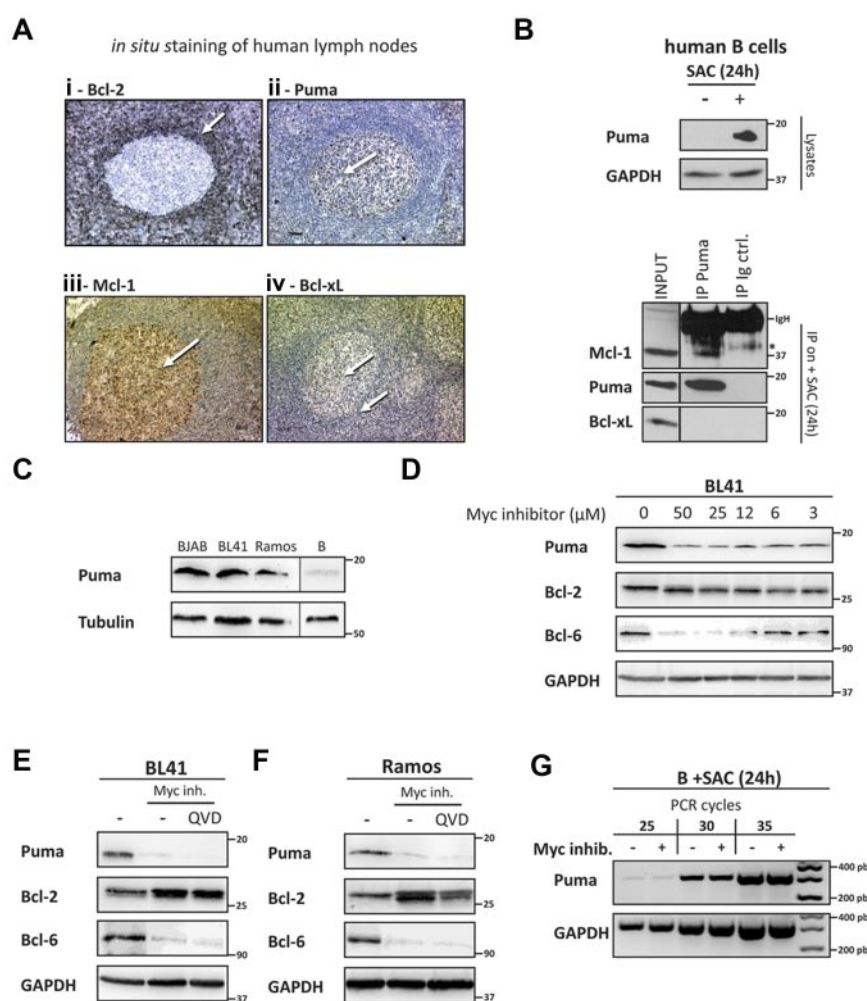 A
in situ staining of human lymph nodes
i - Bcl-2
ii - Puma
iii- Mcl-1
iv - Bcl-xL
B
human B cells
SAC (24h)
- +
Puma
20
GAPDH
37
Lysates
INPUT
IP Puma
IP Ig ctrl.
IgH
*
Mcl-1
37
Puma
20
Bcl-xL
20
IP on + SAC (24h)
C
BJAB BL41 Ramos B
Puma
20
Tubulin
50
D
BL41
Myc inhibitor (μM) 0 50 25 12 6 3
Puma
20
Bcl-2
25
Bcl-6
90
GAPDH
37
E
BL41
Myc inh.
- - QVD
Puma
20
Bcl-2
25
Bcl-6
90
GAPDH
37
F
Ramos
Myc inh.
- - QVD
Puma
20
Bcl-2
25
Bcl-6
90
GAPDH
37
G
B +SAC (24h)
PCR cycles
25 30 35
Myc inhib. - + - + - +
Puma
400 pb
200 pb
GAPDH
400 pb
200 pb